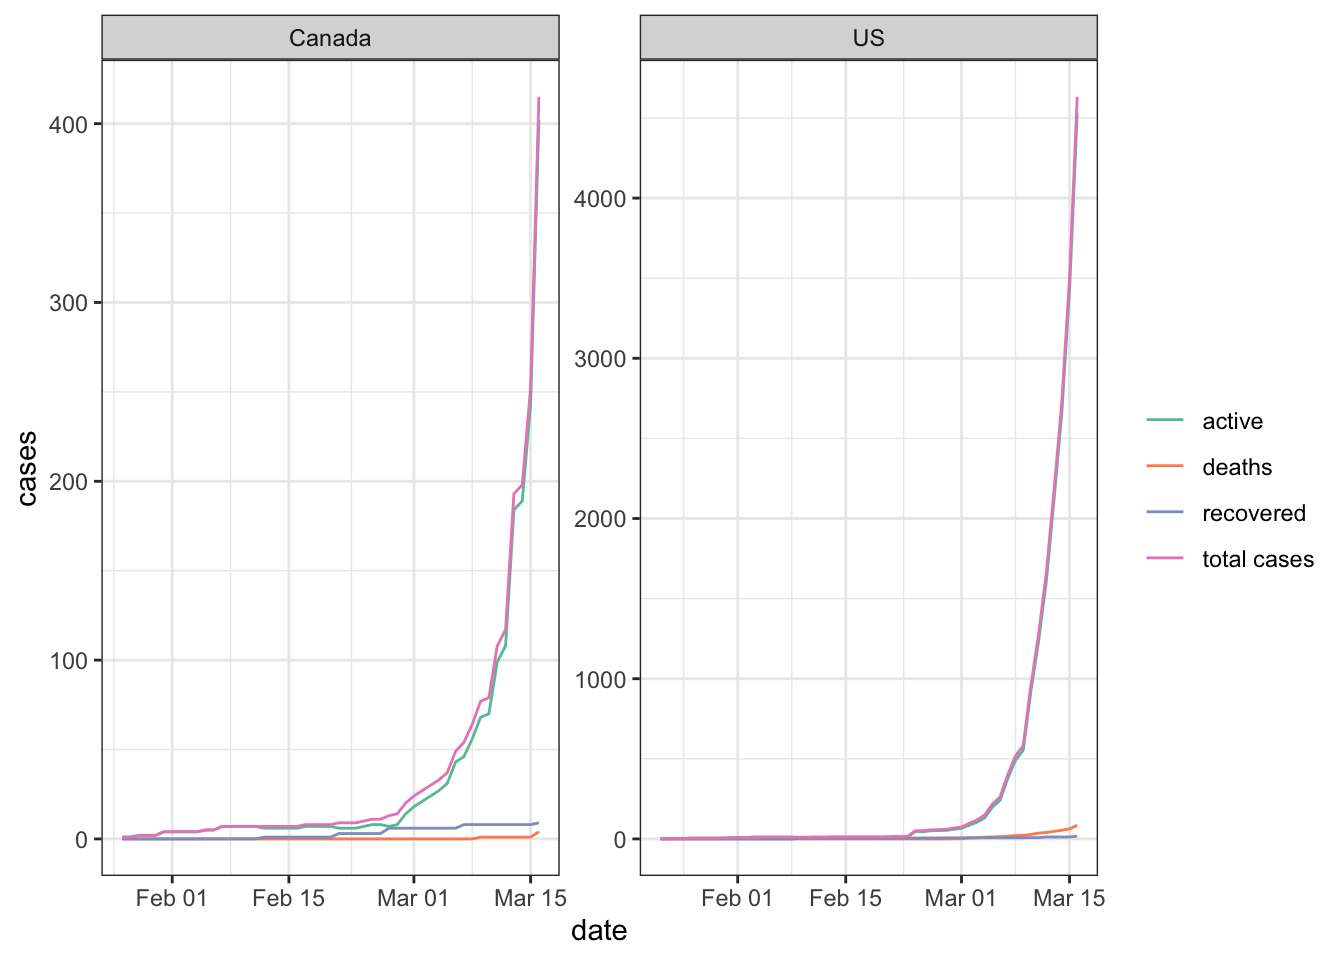 Canada
US
cases
400
300
200
100
0
4000
3000
2000
1000
0
Feb 01 Feb 15 Mar 01 Mar 15
Feb 01 Feb 15 Mar 01 Mar 15
date
active
deaths
recovered
total cases